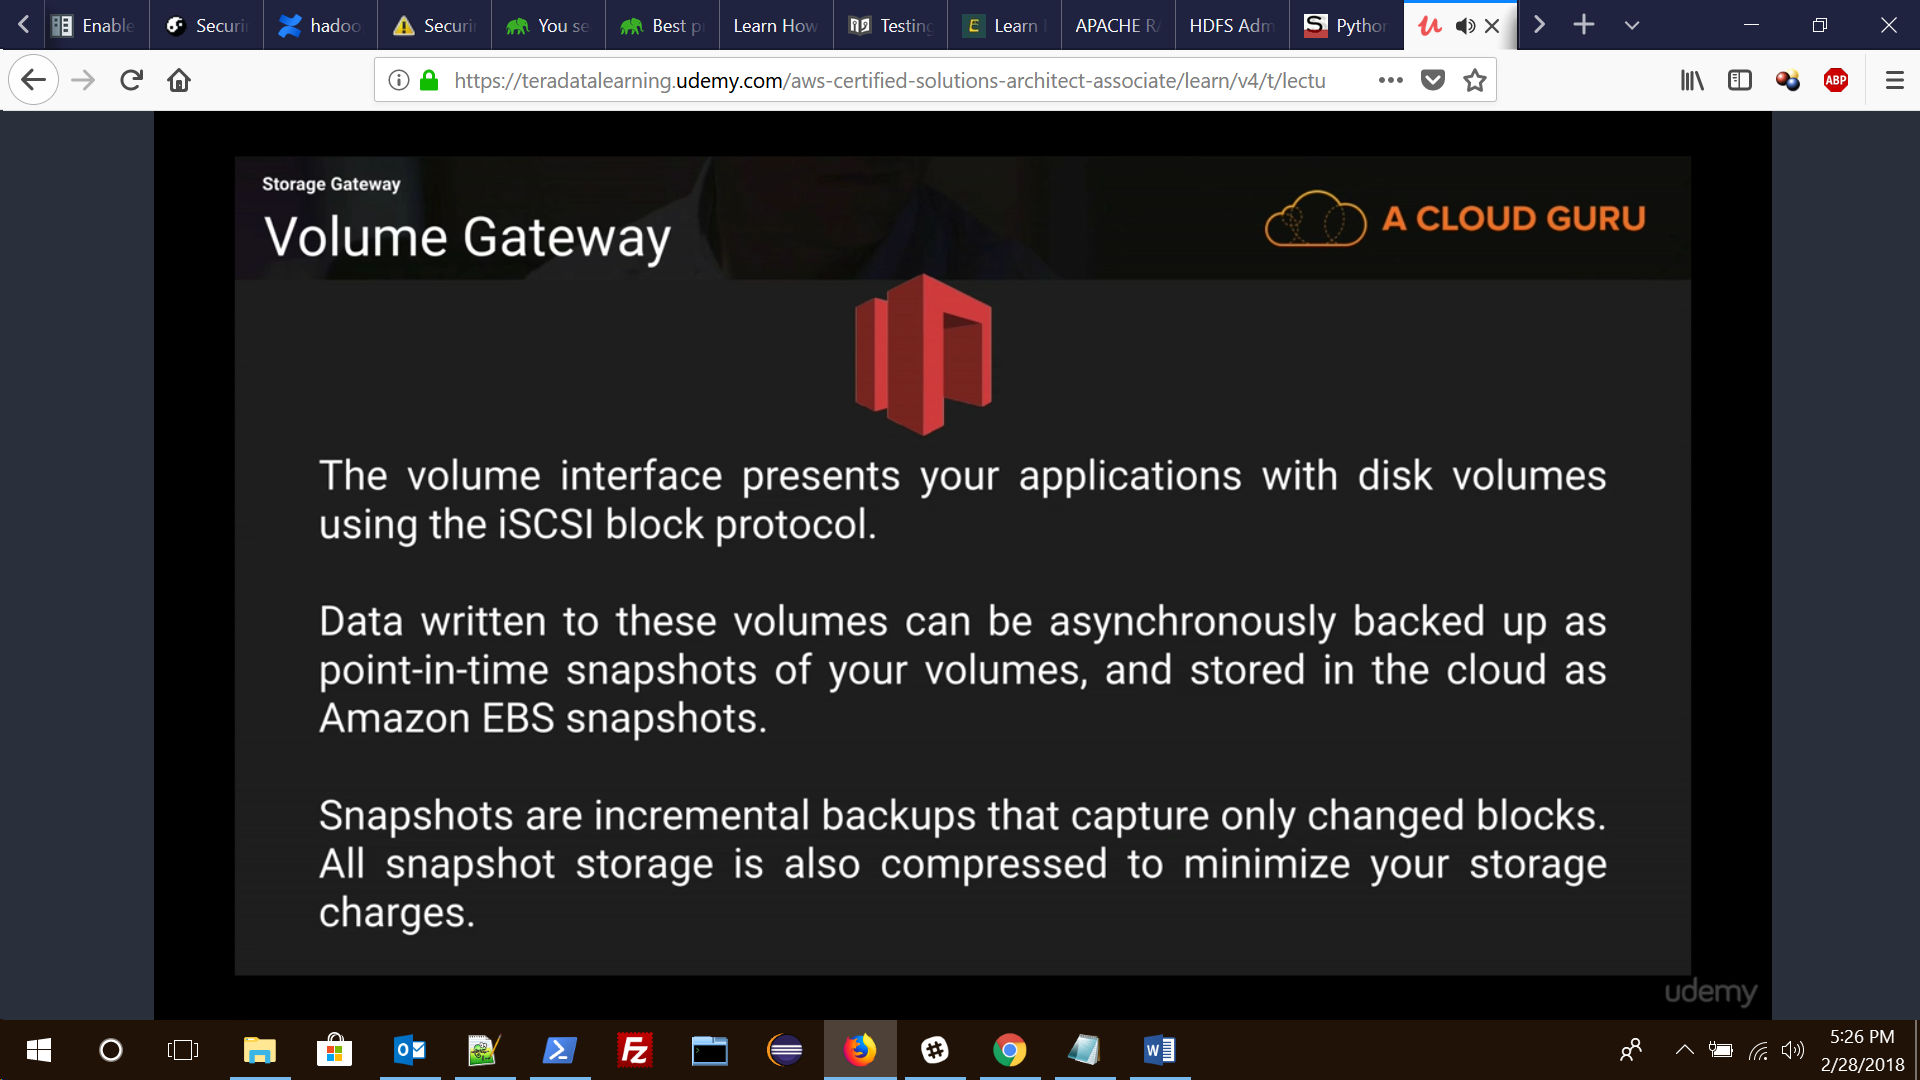 Enable Securi hadoo Securi You se Best p Learn How Testing Learn APACHE RA HDFS Adm Python
https://teradatalearning.udemy.com/aws-certified-solutions-architect-associate/learn/v4/t/lectu
ABP
Storage Gateway
Volume Gateway
A CLOUD GURU
The volume interface presents your applications with disk volumes
using the iSCSI block protocol.
Data written to these volumes can be asynchronously backed up as
point-in-time snapshots of your volumes, and stored in the cloud as
Amazon EBS snapshots.
Snapshots are incremental backups that capture only changed blocks.
All snapshot storage is also compressed to minimize your storage
charges.
udemy
5:26 PM
2/28/2018